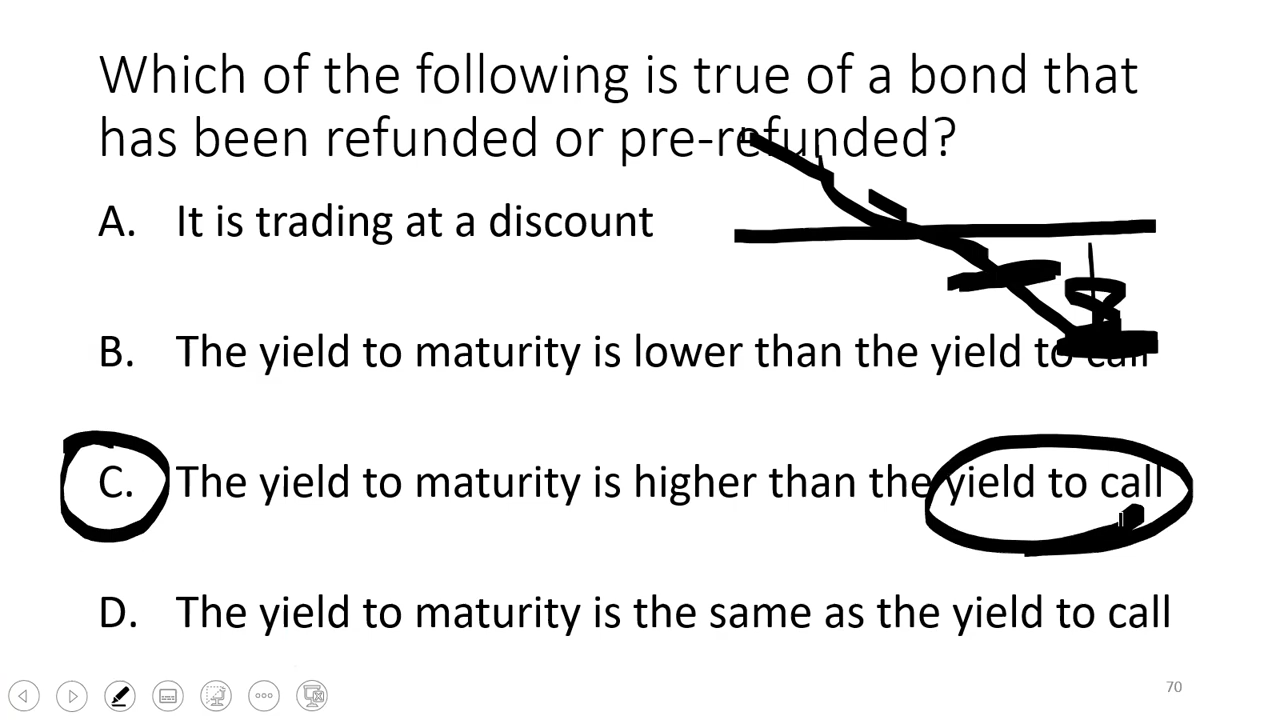 Which of the following is true of a bond that
has been refunded or pre-refunded?
A. It is trading at a discount
B. The yield to maturity is lower than the yield to call
C. The yield to maturity is higher than the yield to call
D. The yield to maturity is the same as the yield to call
70